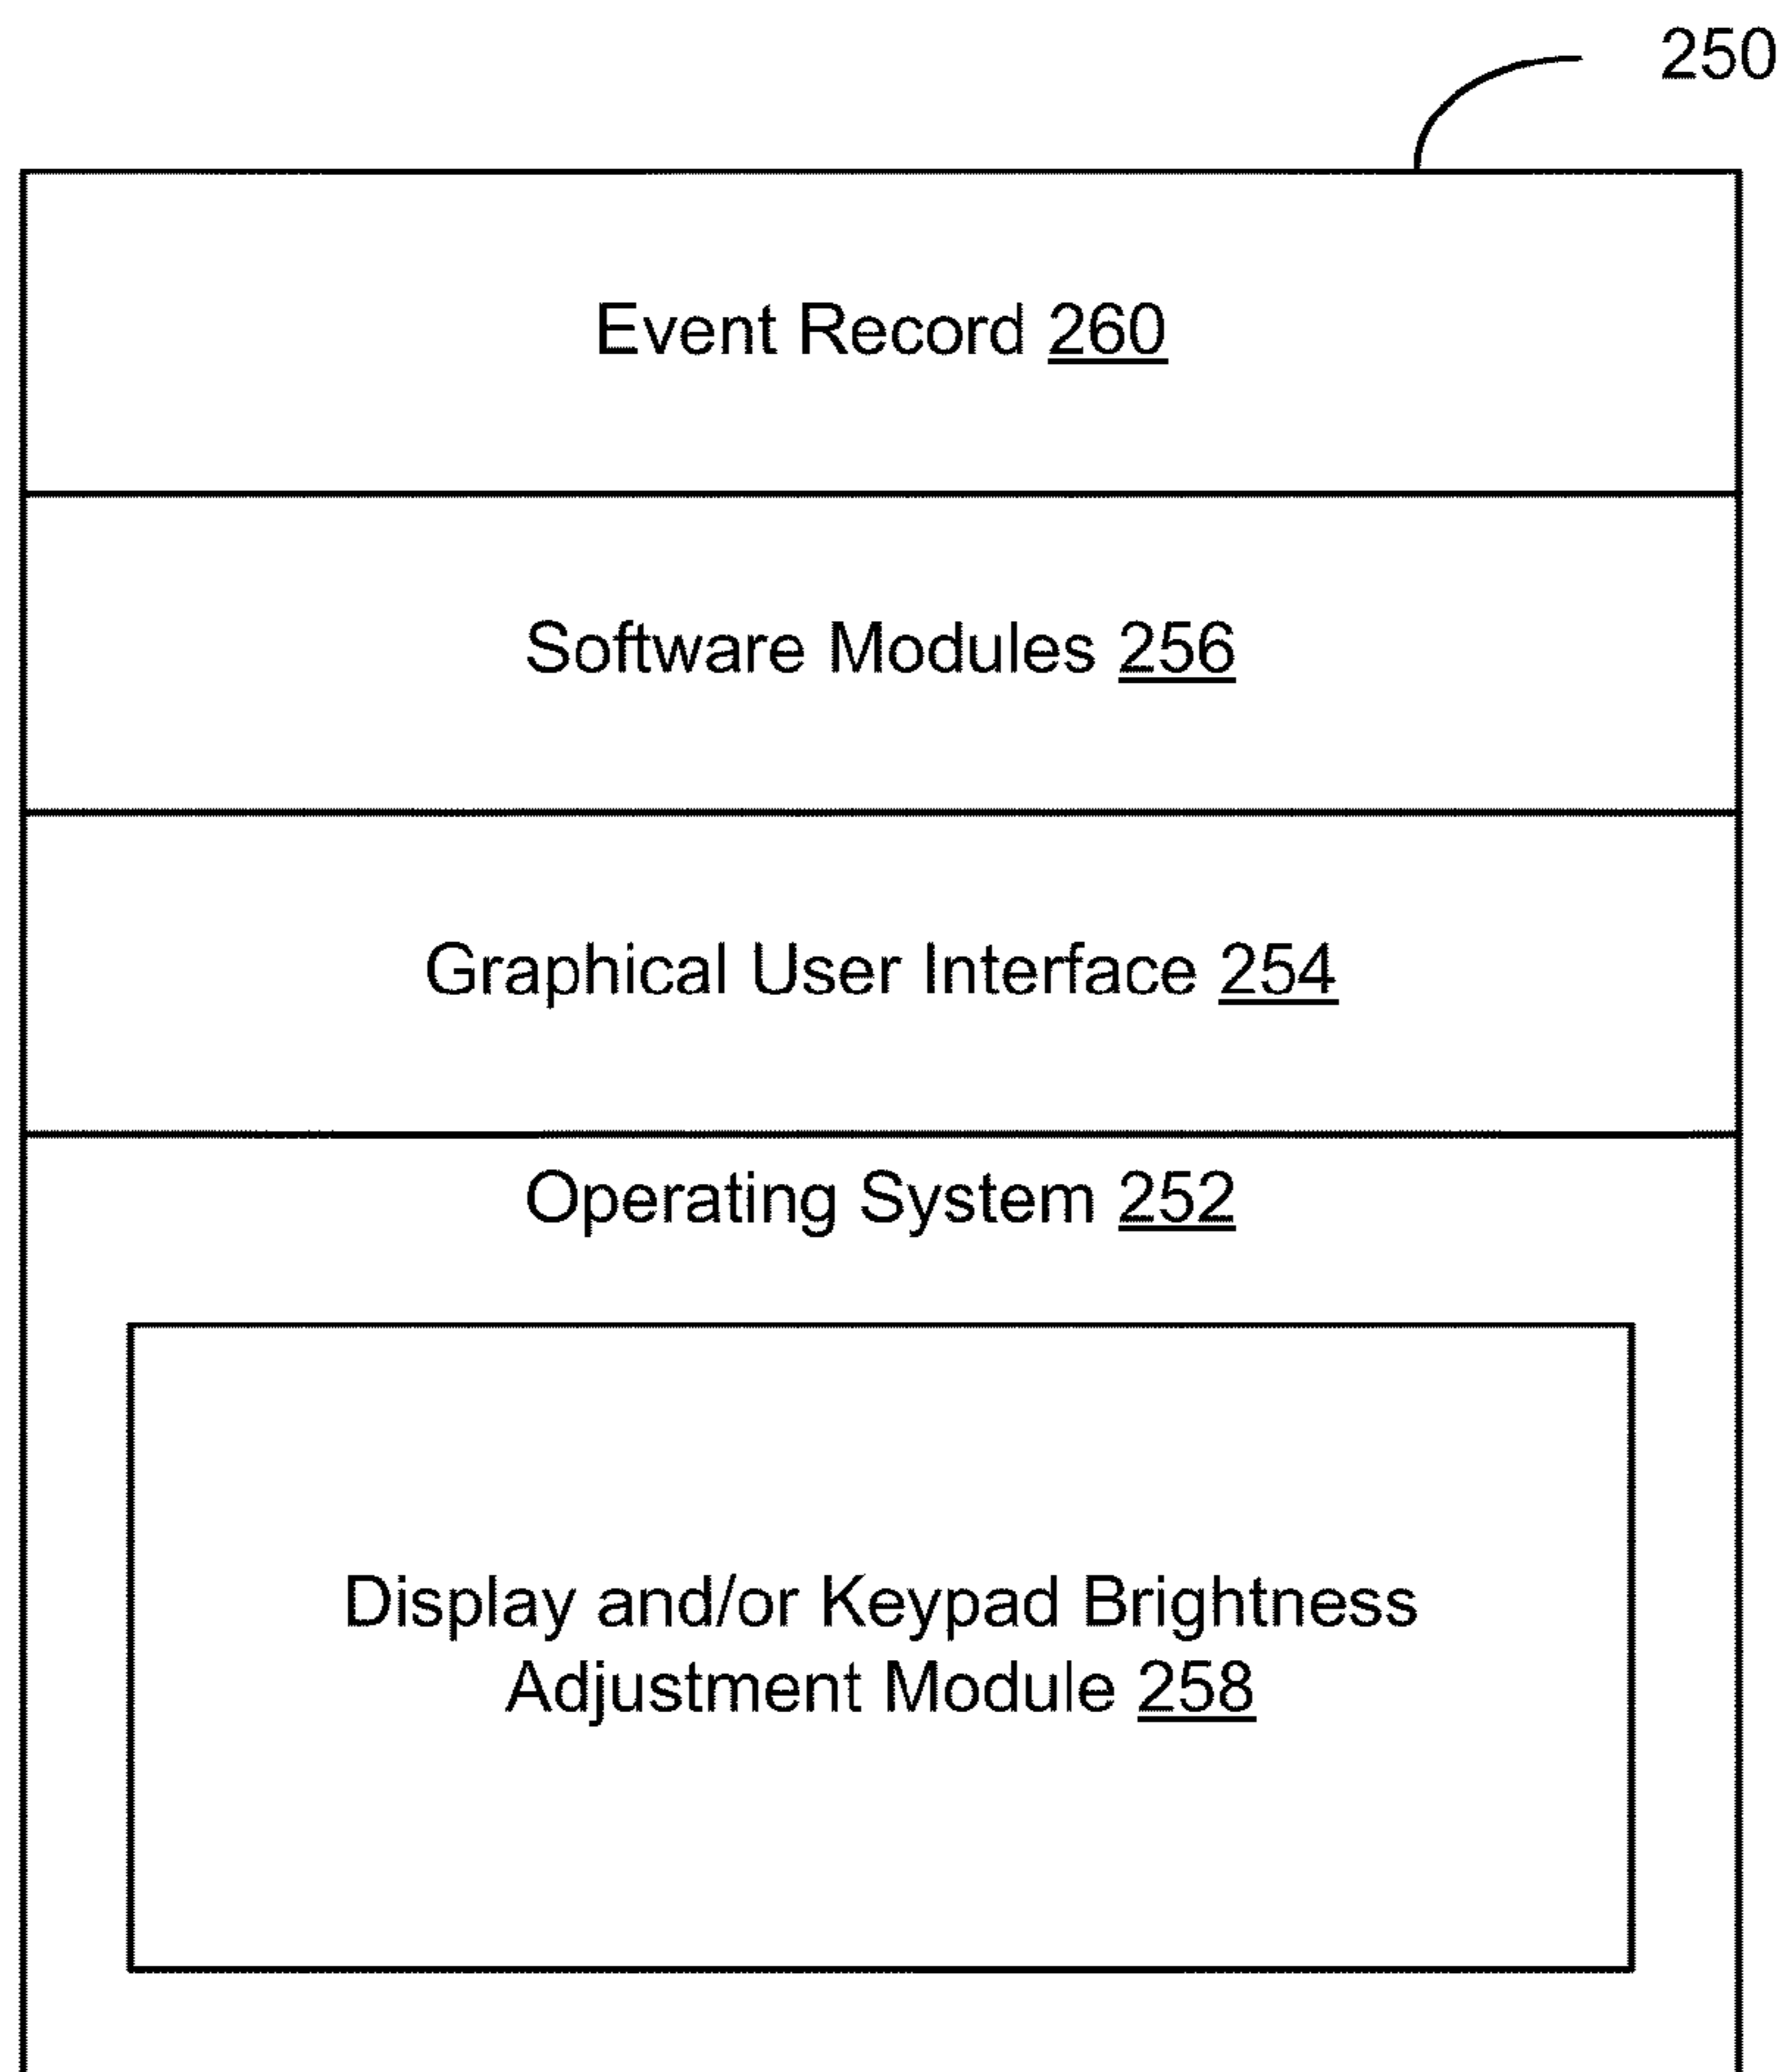 250
Event Record 260
Software Modules 256
Graphical User Interface 254
Operating System 252
Display and/or Keypad Brightness
Adjustment Module 258